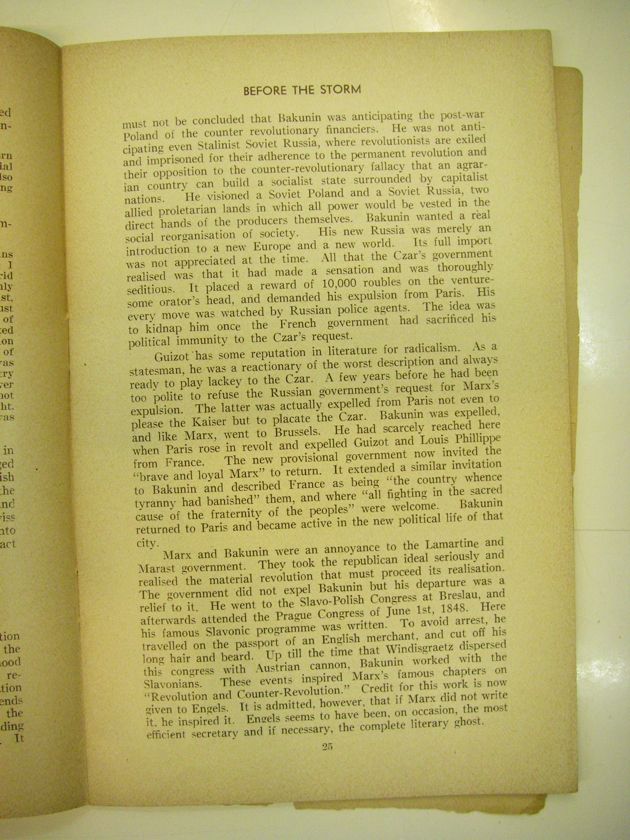 BEFORE THE STORM
must not be concluded that Bakunin was anticipating the post-war
Poland of the counter revolutionary financiers. He was not anti-
cipating even Stalinist Soviet Russia, where revolutionists are exiled
and imprisoned for their adherence to the permanent revolution and
their opposition to the counter-revolutionary fallacy that an agrar-
ian country can build a socialist state surrounded by capitalist
nations. He visioned a Soviet Poland and a Soviet Russia, two
allied proletarian lands in which all power would be vested in the
direct hands of the producers themselves. Bakunin wanted a real
social reorganisation of society. His new Russia was merely an
introduction to a new Europe and a new world. Its full import
was not appreciated at the time. All that the Czar's government
realised was that it had made a sensation and was thoroughly
seditious. It placed a reward of 10,000 roubles on the venture-
some orator's head, and demanded his expulsion from Paris. His
every move was watched by Russian police agents. The idea was
to kidnap him once the French government had sacrificed his
political immunity to the Czar's request.
Guizot has some reputation in literature for radicalism. As a
statesman, he was a reactionary of the worst description and always
ready to play lackey to the Czar. A few years before he had been
too polite to refuse the Russian government's request for Marx's
expulsion. The latter was actually expelled from Paris not even to
please the Kaiser but to placate the Czar. Bakunin was expelled,
and like Marx, went to Brussels. He had scarcely reached here
when Paris rose in revolt and expelled Guizot and Louis Phillippe
from France. The new provisional government now invited the
"brave and loyal Marx" to return. It extended a similar invitation
to Bakunin and described France as being "the country whence
tyranny had banished" them, and where "all fighting in the sacred
cause of the fraternity of the peoples" were welcome. Bakunin
returned to Paris and became active in the new political life of that
city.
Marx and Bakunin were an annoyance to the Lamartine and
Marast government. They took the republican ideal seriously and
realised the material revolution that must proceed its realisation.
The government did not expel Bakunin but his departure was a
relief to it. He went to the Slavo-Polish Congress at Breslau, and
afterwards attended the Prague Congress of June 1st, 1848. Here
his famous Slavonic programme was written. To avoid arrest, he
travelled on the passport of an English merchant, and cut off his
long hair and beard. Up till the time that Windisgraetz dispersed
this congress with Austrian cannon, Bakunin worked with the
Slavonians. These events inspired Marx's famous chapters on
"Revolution and Counter-Revolution." Credit for this work is now
given to Engels. It is admitted, however, that if Marx did not write
it, he inspired it. Engels seems to have been, on occasion, the most
efficient secretary and if necessary, the complete literary ghost.
25